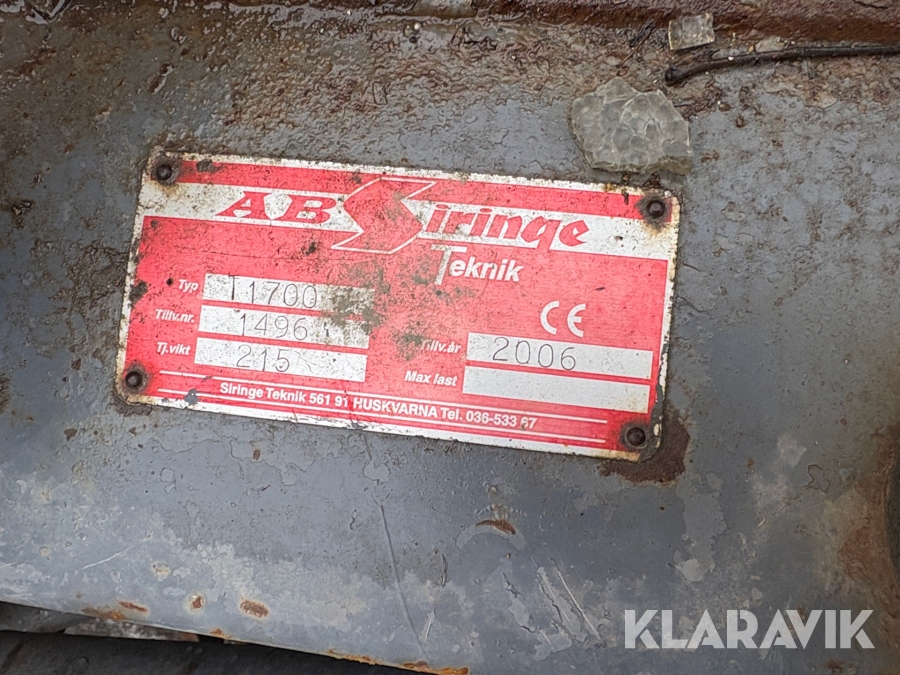 AB Siringe
Teknik
Typ T1700
Tillv.nr. 1496
Tillv.år 2006
Tj.vikt 215
Max last
CE
Siringe Teknik 561 91 HUSKVARNA Tel. 036-533 67
KLARAVIK